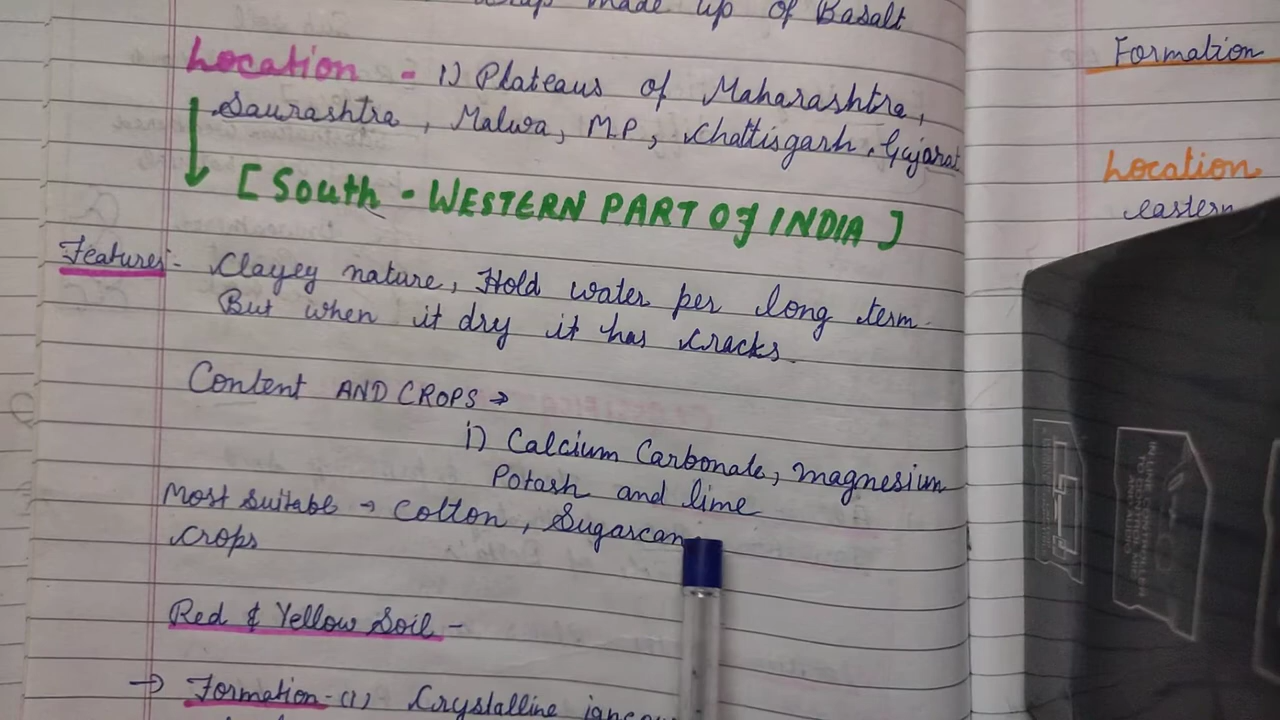 made up of Basalt
Location - 1) Plateaus of Maharashtra,
Saurashtra, Malwa, M.P, Chattisgarh, Gujarat
[South - WESTERN PART Of INDIA]
Features - Clayey nature, Hold water per long term.
But when it dry it has cracks.
Content AND CROPS →
i) Calcium Carbonate, magnesium
Potash and lime
Most suitable → Cotton, Sugarcan
crops
Red & Yellow Soil -
→ Formation - (1) Crystalline
Formation
Location
eastern